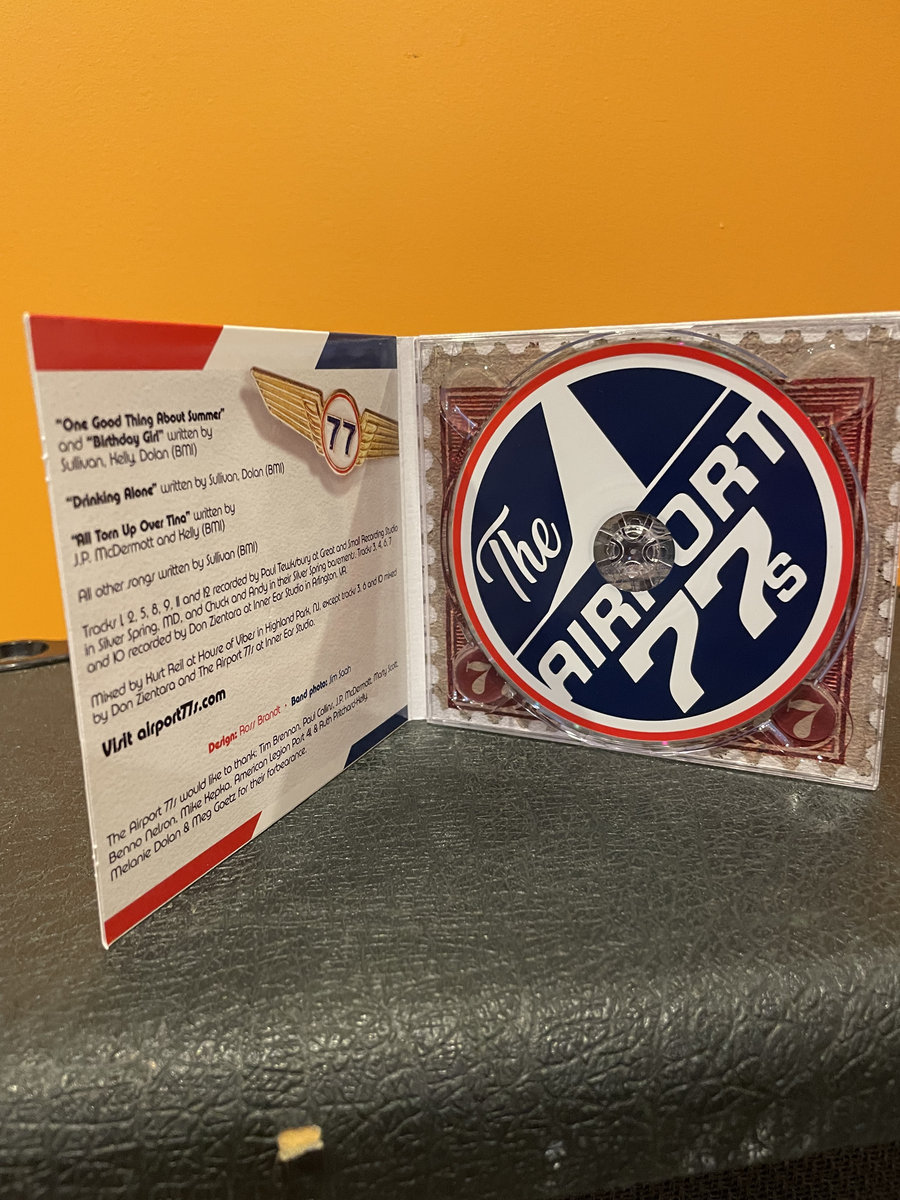 "One Good Thing About Summer"
and "Birthday Girl" written by
Sullivan, Kelly, Dolan (BMI)
"Drinking Alone" written by Sullivan, Dolan (BMI)
"All Torn Up Over Tina" written by
J.P. McDermott and Kelly (BMI)
All other songs written by Sullivan (BMI)
Tracks 1, 2, 5, 8, 9, 11 and 12 recorded by Paul Tewksbury at Great and Small Recording Studio
in Silver Spring, MD, and Chuck and Andy in their Silver Spring basements. Tracks 3, 4, 6, 7
and 10 recorded by Don Zientara at Inner Ear Studio in Arlington, VA.
Mixed by Kurt Reil at House of Vibes in Highland Park, NJ, except tracks 3, 6 and 10 mixed
by Don Zientara and The Airport 77s at Inner Ear Studio.
Visit airport77s.com
Design: Ross Brandt • Band photo: Jim Saah
The Airport 77s would like to thank: Tim Brennan, Paul Collins, J.P. McDermott, Marty Scott,
Benno Nelson, Mike Kepka, American Legion Post 41, & Ruth Pritchard-Kelly,
Melanie Dolan & Meg Goetz for their forbearance.
77
The
AIRPORT
77s
7
7